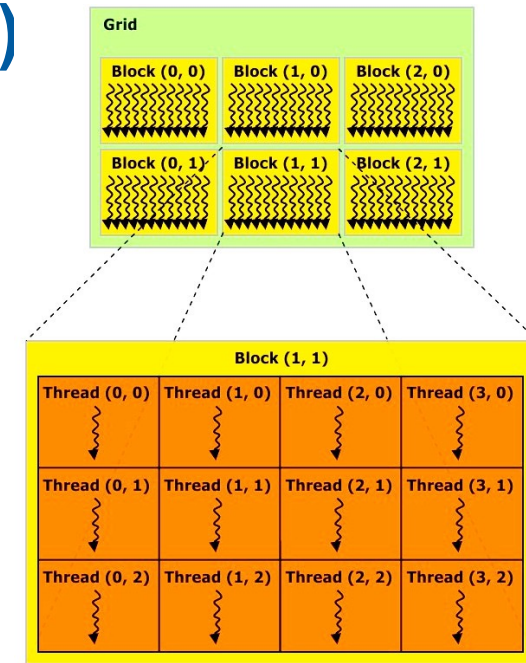 )
Grid
Block (0, 0) Block (1, 0) Block (2, 0)
Block (0, 1) Block (1, 1) Block (2, 1)
Block (1, 1)
Thread (0, 0) Thread (1, 0) Thread (2, 0) Thread (3, 0)
Thread (0, 1) Thread (1, 1) Thread (2, 1) Thread (3, 1)
Thread (0, 2) Thread (1, 2) Thread (2, 2) Thread (3, 2)